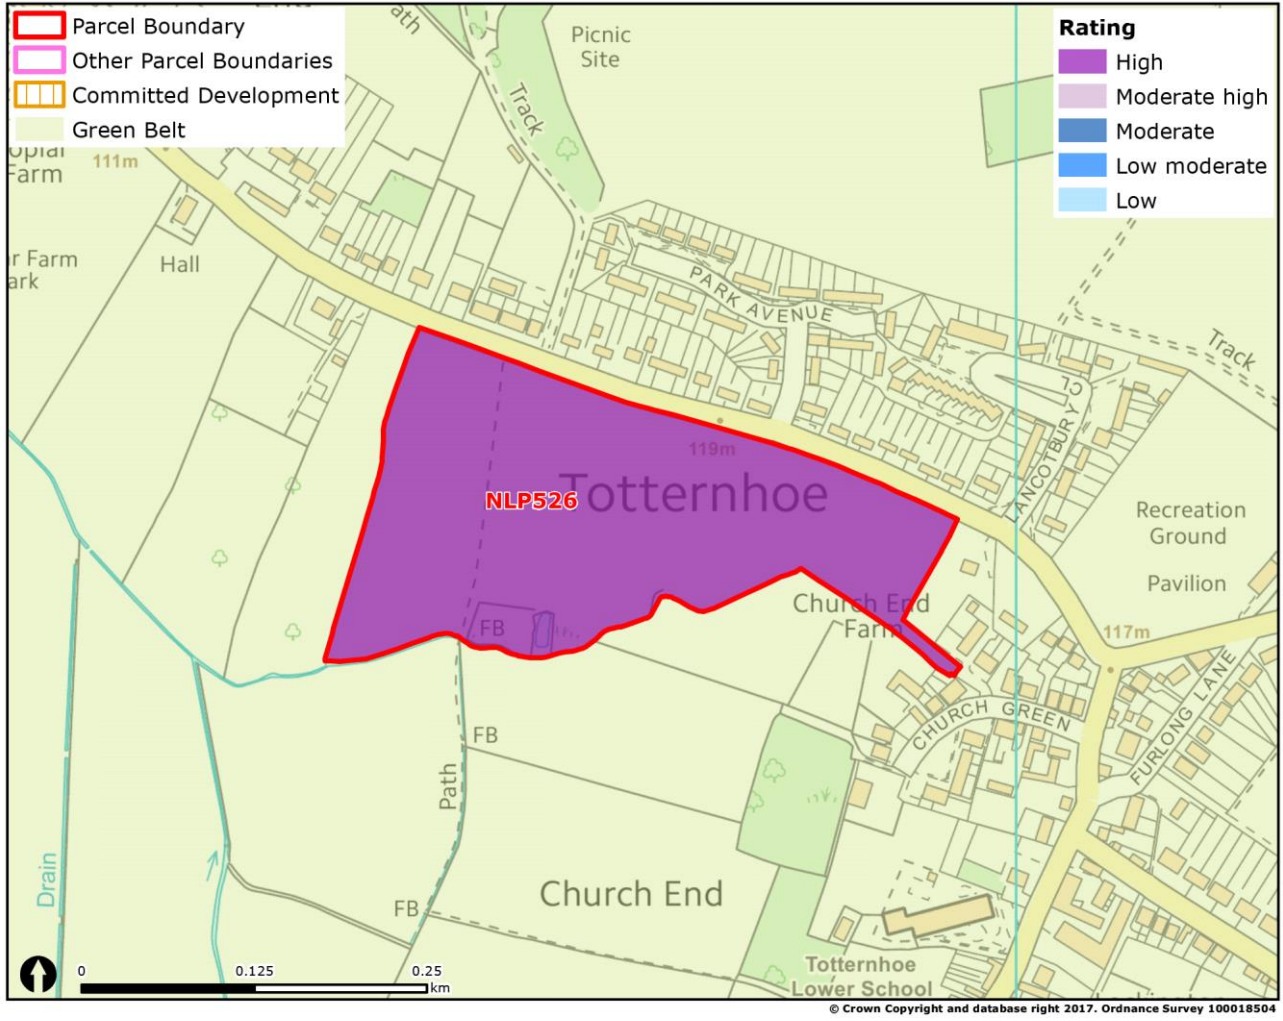 Parcel Boundary
Other Parcel Boundaries
Committed Development
Green Belt
Rating
High
Moderate high
Moderate
Low moderate
Low
Picnic
Site
Track
Farm
111m
Hall
r Farm
ark
PARK AVENUE
Track
LANCOTBURY CL
119m
Totternhoe
NLP526
Recreation
Ground
Pavilion
Church End
Farm
117m
FB
CHURCH GREEN
FURLONG LANE
FB
Path
Drain
FB
Church End
Totternhoe
Lower School
0 0.125 0.25
km
© Crown Copyright and database right 2017. Ordnance Survey 100018504